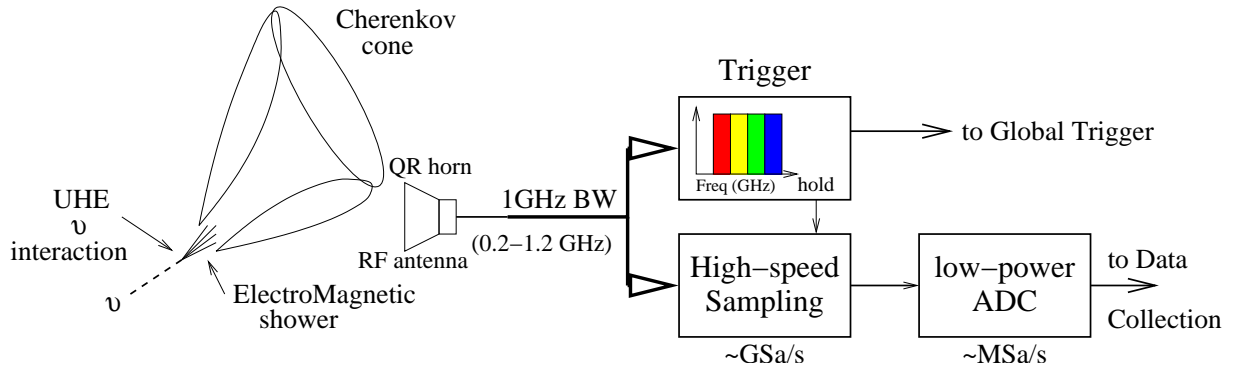 Cherenkov
cone
UHE
υ
interaction
υ
ElectroMagnetic
shower
QR horn
RF antenna
1GHz BW
(0.2−1.2 GHz)
Trigger
Freq (GHz)
hold
to Global Trigger
High−speed
Sampling
~GSa/s
low−power
ADC
~MSa/s
to Data
Collection